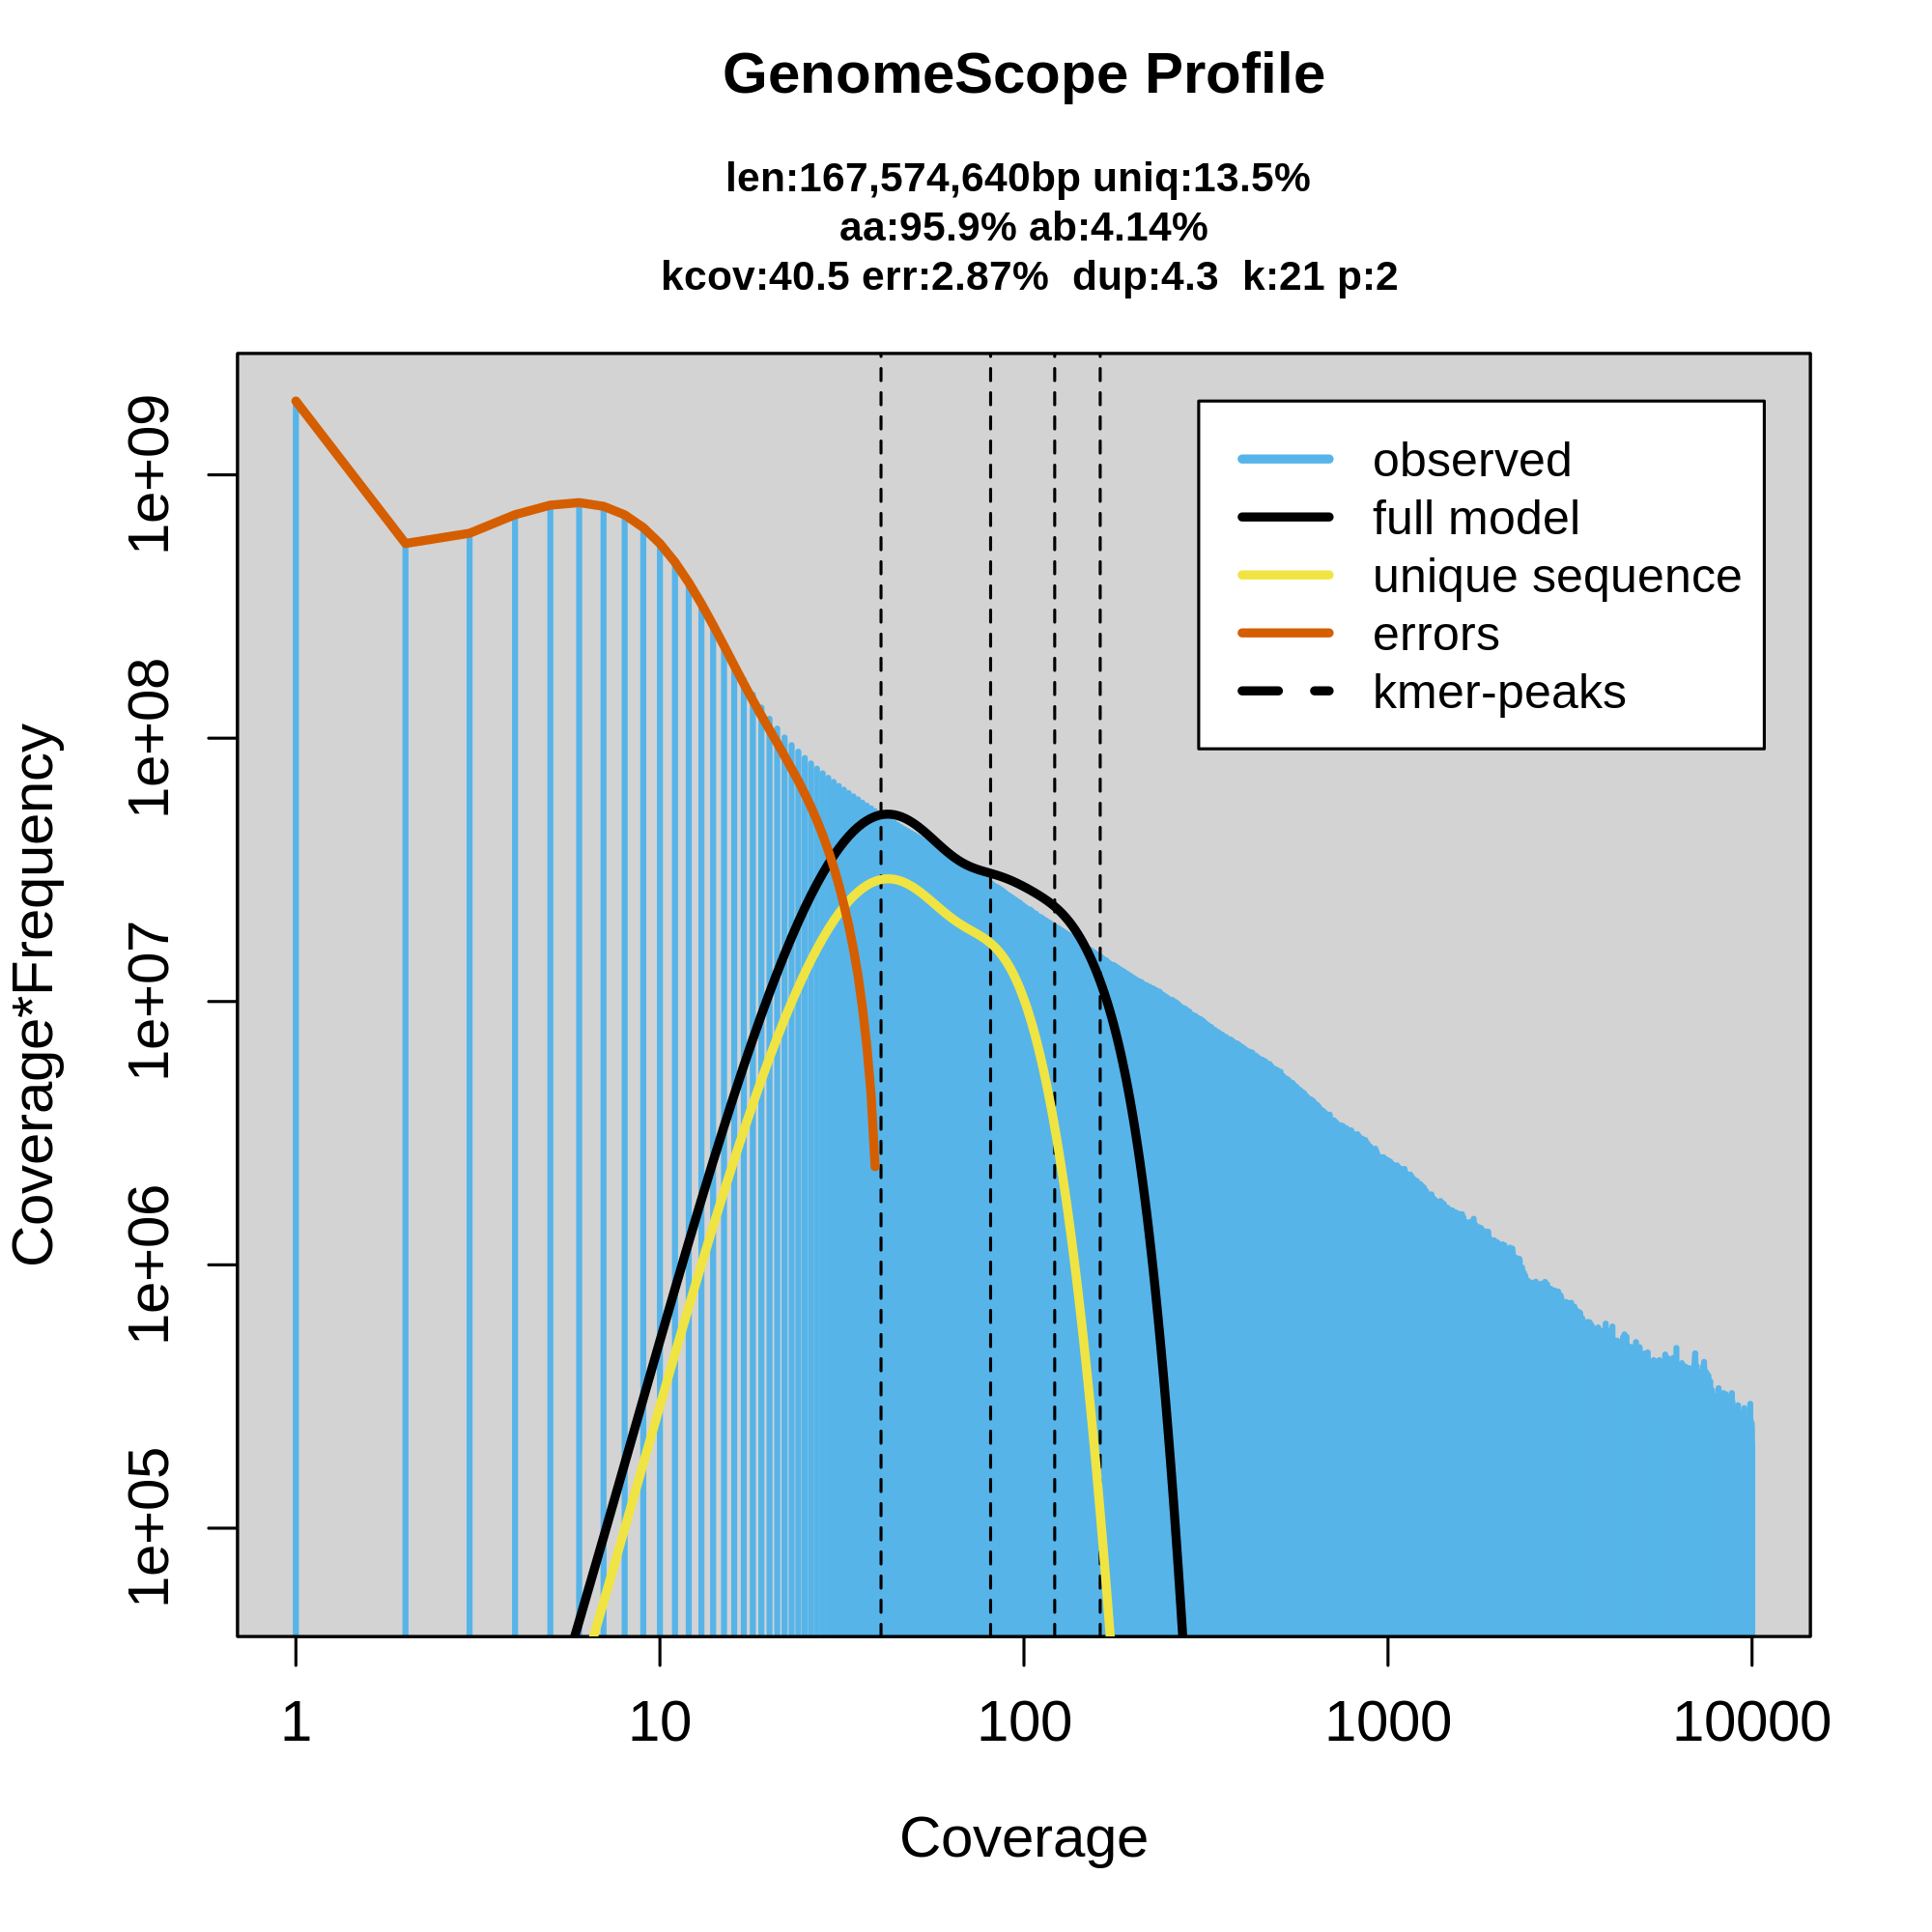 GenomeScope Profile
len:167,574,640bp uniq:13.5%
aa:95.9% ab:4.14%
kcov:40.5 err:2.87% dup:4.3 k:21 p:2
observed
full model
unique sequence
errors
kmer-peaks
Coverage*Frequency
1e+09
1e+08
1e+07
1e+06
1e+05
1 10 100 1000 10000
Coverage